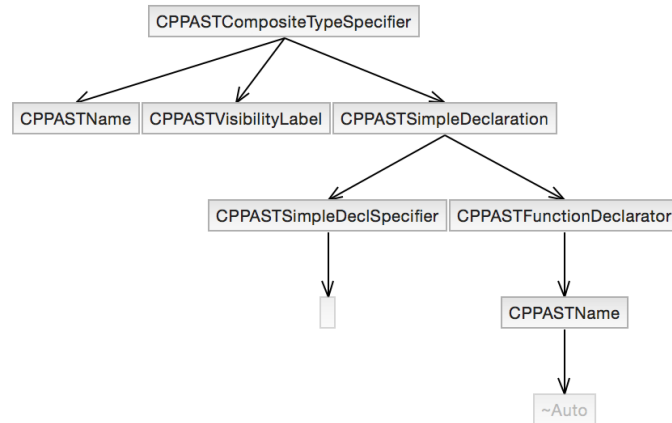 CPPASTCompositeTypeSpecifier
CPPASTName
CPPASTVisibilityLabel
CPPASTSimpleDeclaration
CPPASTSimpleDeclSpecifier
CPPASTFunctionDeclarator
CPPASTName
~Auto